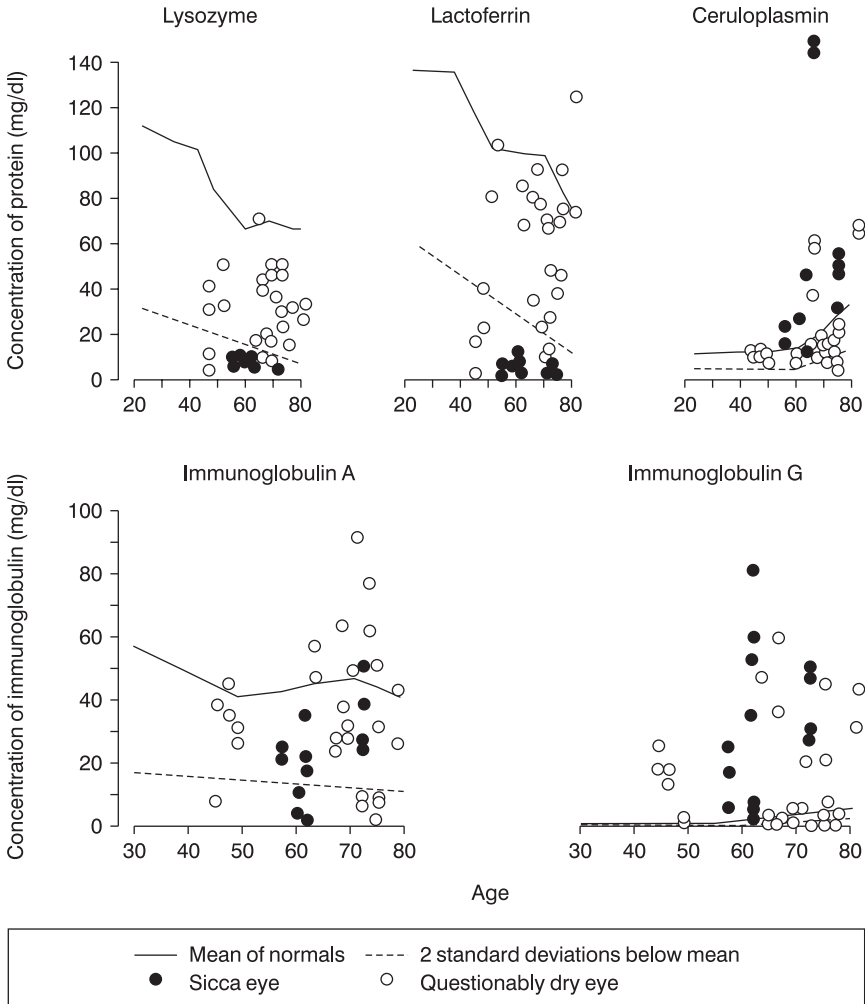 Lysozyme Lactoferrin Ceruloplasmin
Concentration of protein (mg/dl)
140
120
100
80
60
40
20
0
20 40 60 80 20 40 60 80 20 40 60 80
Immunoglobulin A Immunoglobulin G
Concentration of immunoglobulin (mg/dl)
100
80
60
40
20
0
30 40 50 60 70 80 30 40 50 60 70 80
Age
Mean of normals 2 standard deviations below mean
Sicca eye Questionably dry eye